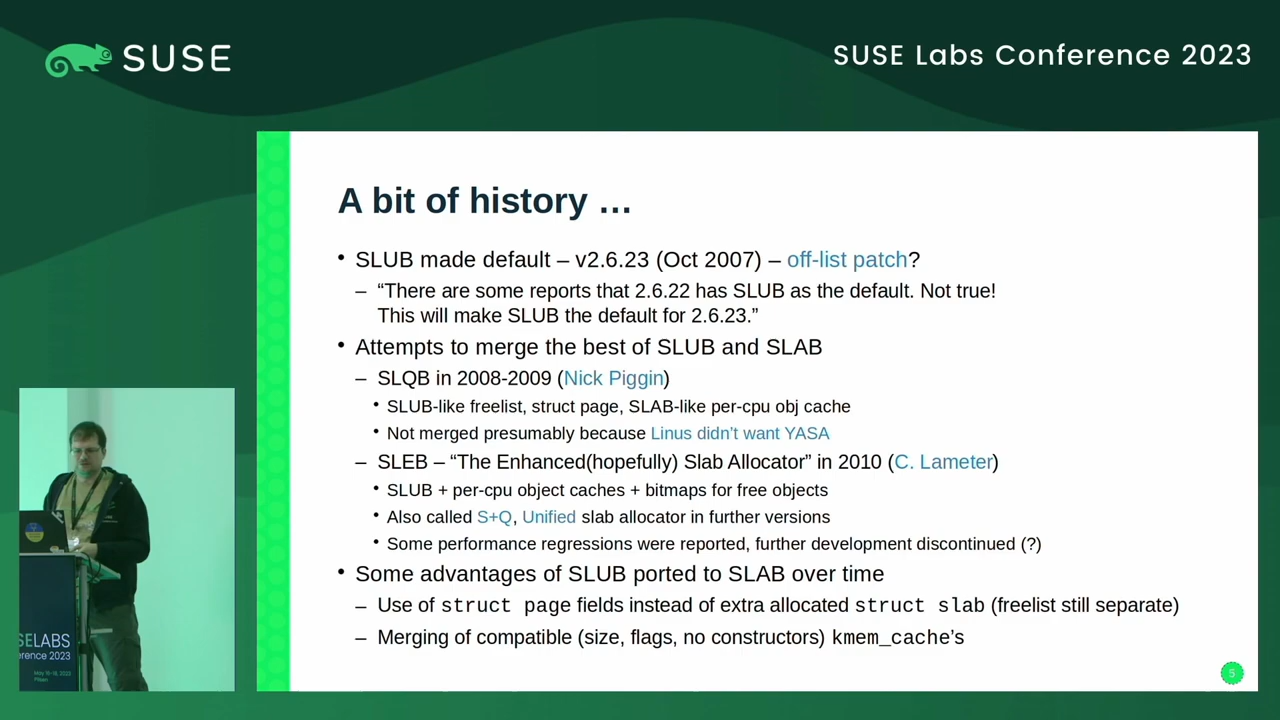 SUSE
SUSE Labs Conference 2023
A bit of history …
• SLUB made default – v2.6.23 (Oct 2007) – off-list patch?
– “There are some reports that 2.6.22 has SLUB as the default. Not true!
This will make SLUB the default for 2.6.23.”
• Attempts to merge the best of SLUB and SLAB
– SLQB in 2008-2009 (Nick Piggin)
• SLUB-like freelist, struct page, SLAB-like per-cpu obj cache
• Not merged presumably because Linus didn’t want YASA
– SLEB – “The Enhanced(hopefully) Slab Allocator” in 2010 (C. Lameter)
• SLUB + per-cpu object caches + bitmaps for free objects
• Also called S+Q, Unified slab allocator in further versions
• Some performance regressions were reported, further development discontinued (?)
• Some advantages of SLUB ported to SLAB over time
– Use of struct page fields instead of extra allocated struct slab (freelist still separate)
– Merging of compatible (size, flags, no constructors) kmem_cache’s
5
SELABS
erence 2023